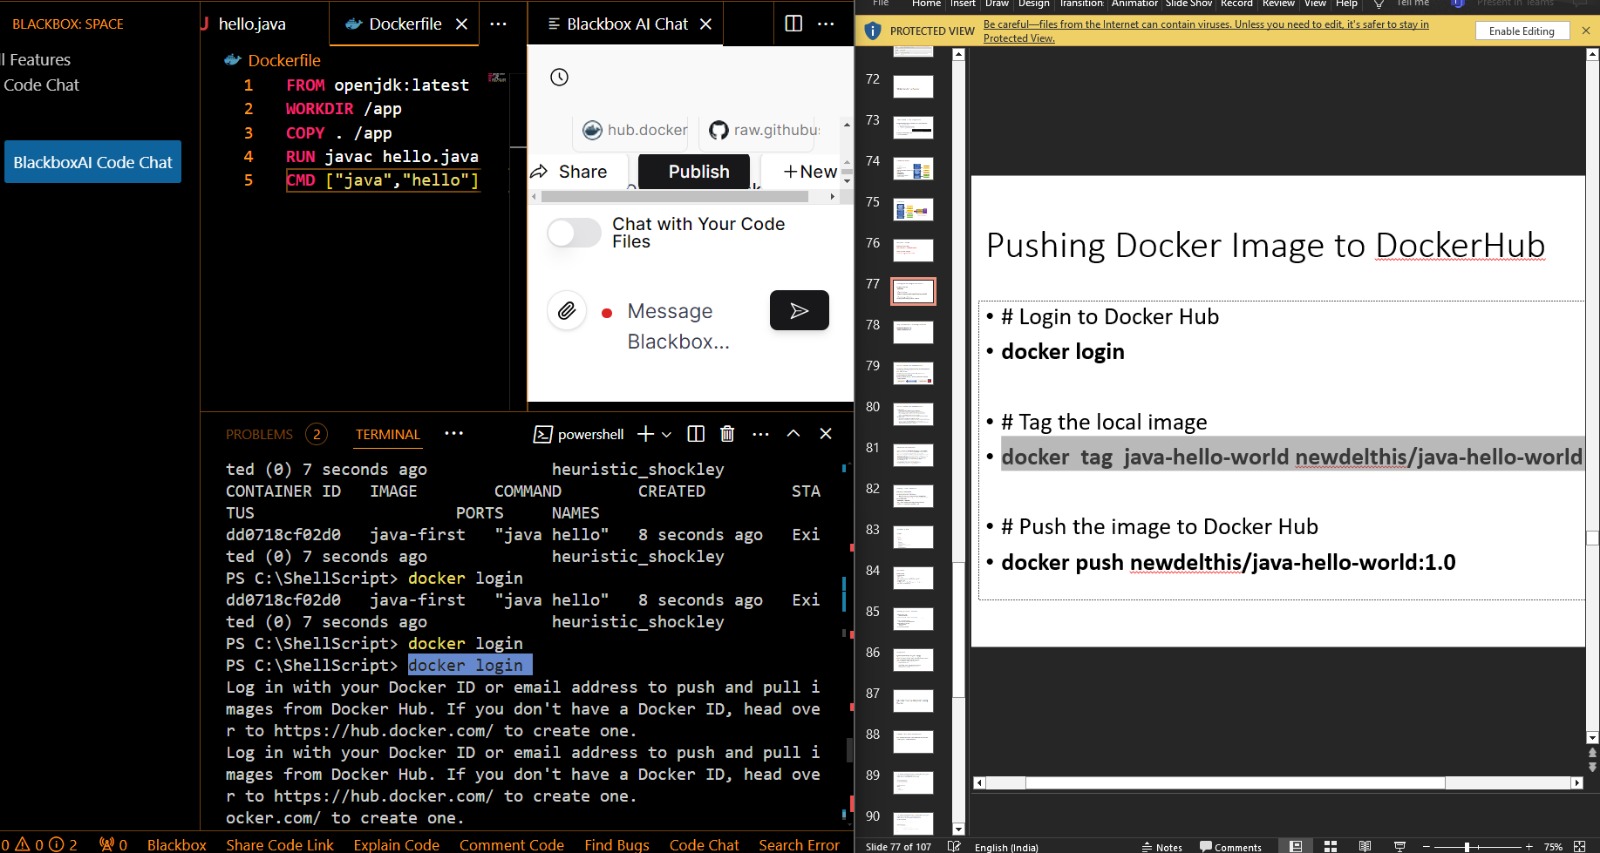 BLACKBOX: SPACE
l Features
Code Chat
BlackboxAI Code Chat
J hello.java
Dockerfile
Dockerfile
1 FROM openjdk:latest
2 WORKDIR /app
3 COPY . /app
4 RUN javac hello.java
5 CMD ["java","hello"]
Blackbox AI Chat
hub.docker
raw.githubu
Share
Publish
+New
Chat with Your Code
Files
Message
Blackbox...
PROBLEMS 2
TERMINAL
powershell
ted (0) 7 seconds ago heuristic_shockley
CONTAINER ID IMAGE COMMAND CREATED STA
TUS PORTS NAMES
dd0718cf02d0 java-first "java hello" 8 seconds ago Exi
ted (0) 7 seconds ago heuristic_shockley
PS C:\ShellScript> docker login
dd0718cf02d0 java-first "java hello" 8 seconds ago Exi
ted (0) 7 seconds ago heuristic_shockley
PS C:\ShellScript> docker login
PS C:\ShellScript> docker login
Log in with your Docker ID or email address to push and pull i
mages from Docker Hub. If you don't have a Docker ID, head ove
r to https://hub.docker.com/ to create one.
Log in with your Docker ID or email address to push and pull i
mages from Docker Hub. If you don't have a Docker ID, head ove
r to https://hub.docker.com/ to create one.
ocker.com/ to create one.
0 0 2 0 Blackbox Share Code Link Explain Code Comment Code Find Bugs Code Chat Search Error
File Home Insert Draw Design Transition: Animatior Slide Shov Record Review View Help Tell me Present in Teams
PROTECTED VIEW
Be careful—files from the Internet can contain viruses. Unless you need to edit, it's safer to stay in
Protected View.
Enable Editing
72
73
74
75
76
77
78
79
80
81
82
83
84
85
86
87
88
89
90
Pushing Docker Image to DockerHub
• # Login to Docker Hub
• docker login
• # Tag the local image
• docker tag java-hello-world newdelthis/java-hello-world
• # Push the image to Docker Hub
• docker push newdelthis/java-hello-world:1.0
Slide 77 of 107 English (India) Notes Comments 75%